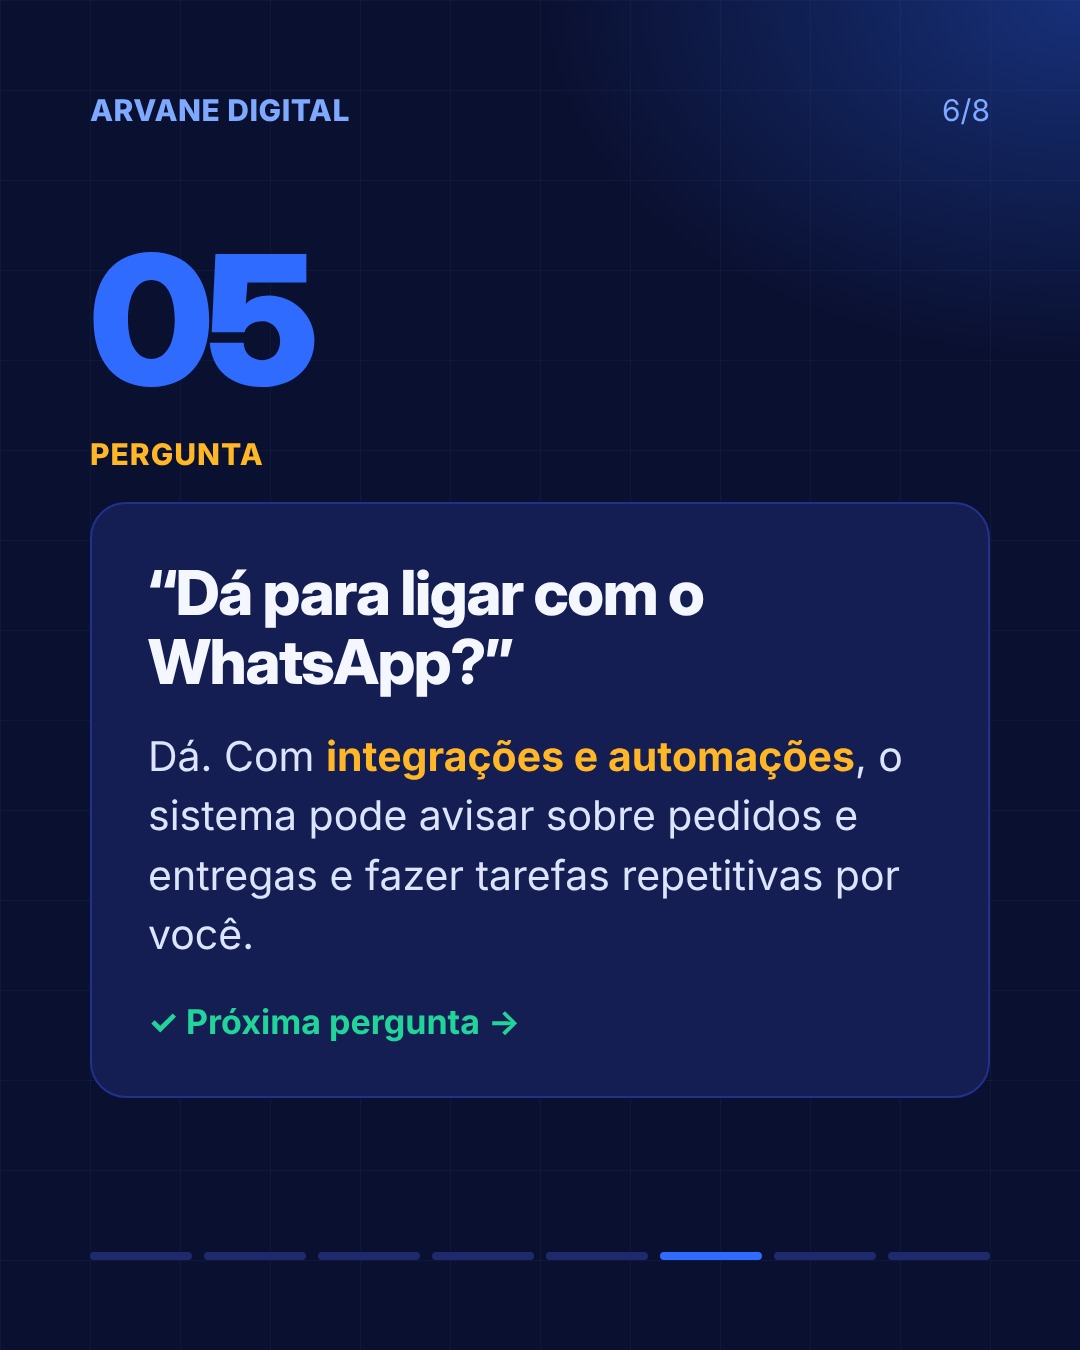 ARVANE DIGITAL
6/8
05
PERGUNTA
“Dá para ligar com o
WhatsApp?”
Dá. Com integrações e automações, o
sistema pode avisar sobre pedidos e
entregas e fazer tarefas repetitivas por
você.
✓ Próxima pergunta →